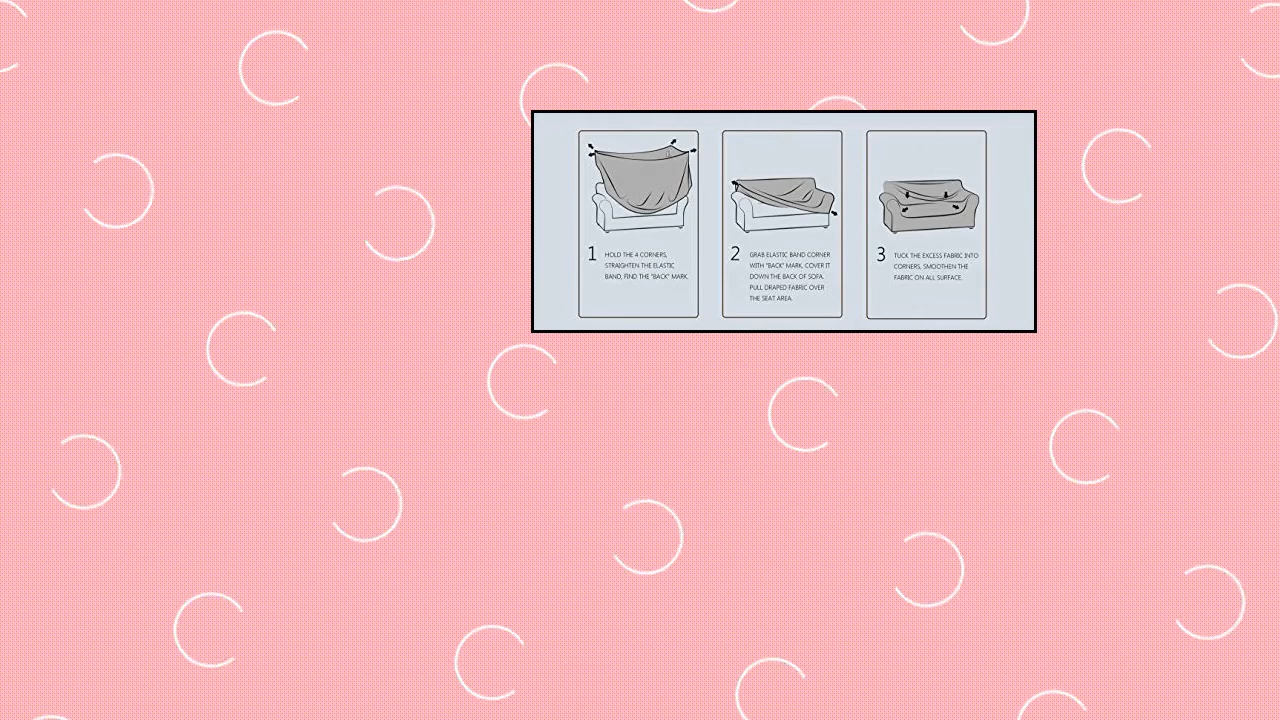 1
HOLD THE 4 CORNERS,
STRAIGHTEN THE ELASTIC
BAND, FIND THE "BACK" MARK.
2
GRAB ELASTIC BAND CORNER
WITH "BACK" MARK, COVER IT
DOWN THE BACK OF SOFA.
PULL DRAPED FABRIC OVER
THE SEAT AREA.
3
TUCK THE EXCESS FABRIC INTO
CORNERS, SMOOTHEN THE
FABRIC ON ALL SURFACE.